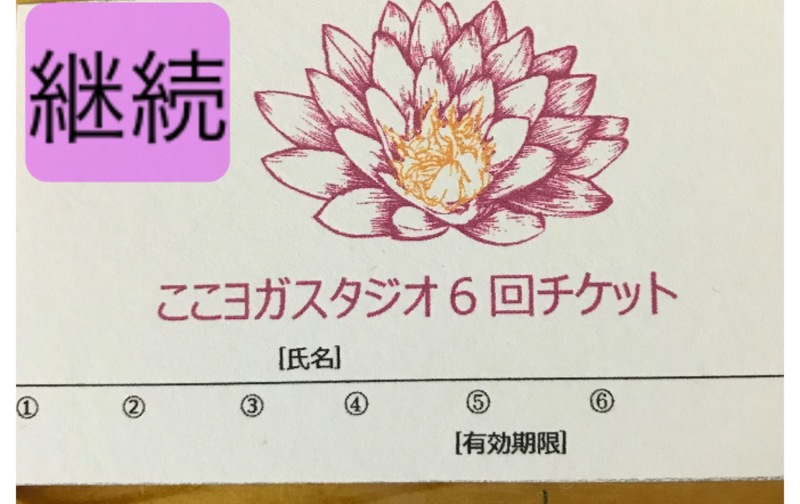 継続
ここヨガスタジオ6回チケット
[氏名]
① ② ③ ④ ⑤ ⑥
[有効期限]